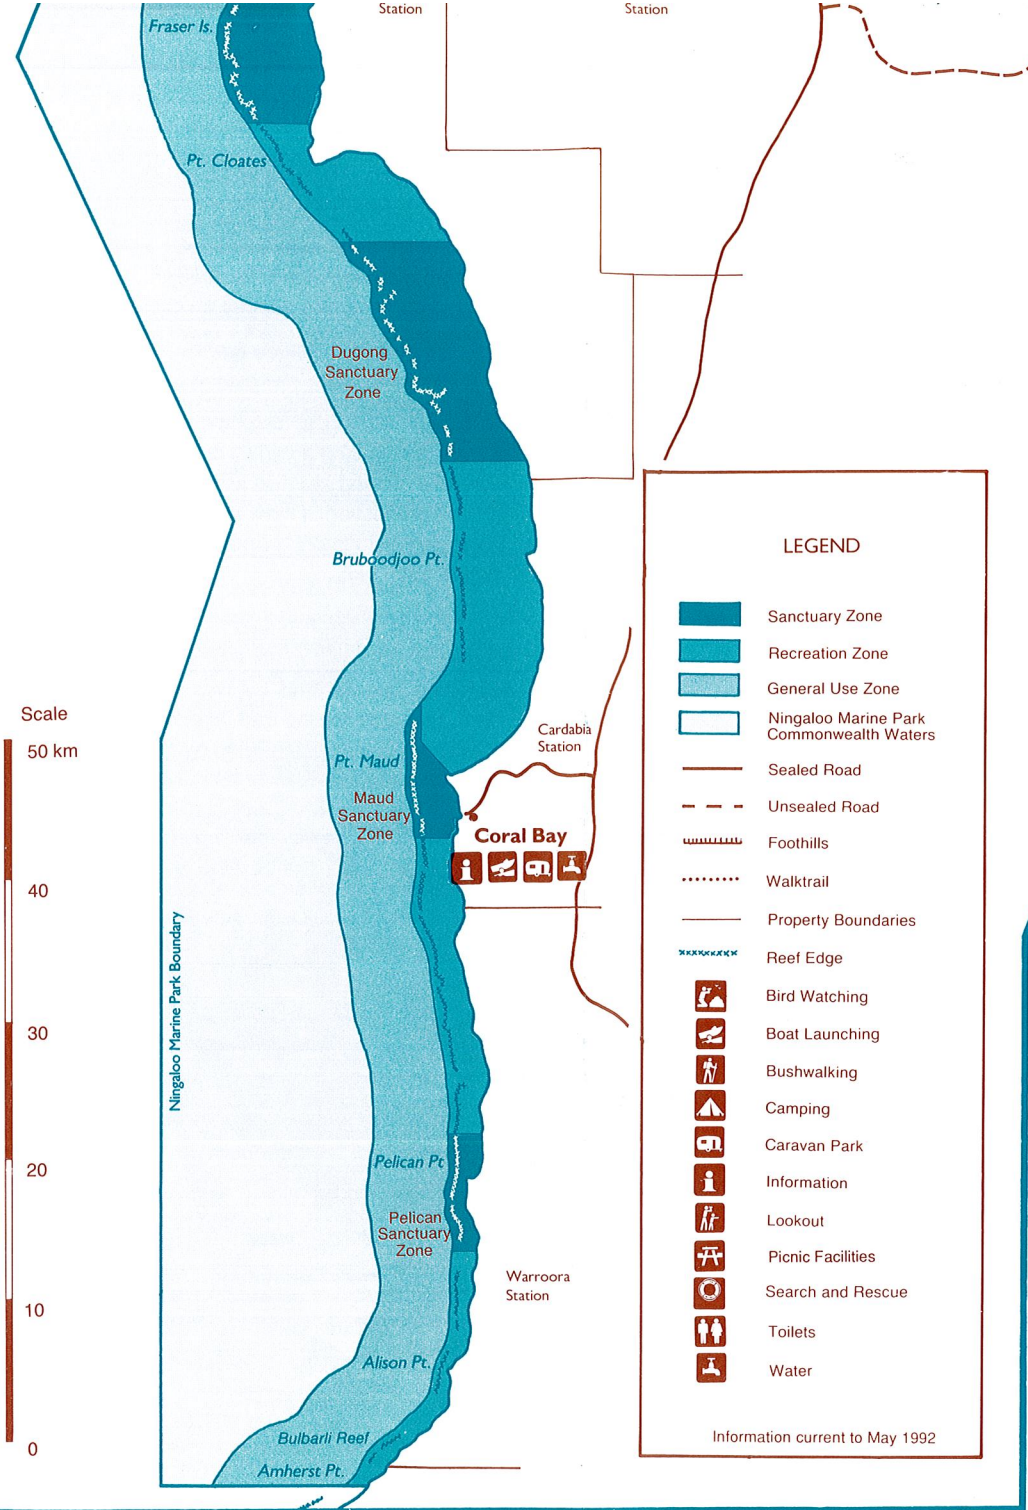 Station
Station
Fraser Is.
Pt. Cloates
Dugong
Sanctuary
Zone
Bruboodjoo Pt.
Scale
50 km
40
30
20
10
0
Cardabia
Station
Pt. Maud
Maud
Sanctuary
Zone
Coral Bay
Ningaloo Marine Park Boundary
Pelican Pt
Pelican
Sanctuary
Zone
Warroora
Station
Alison Pt.
Bulbarli Reef
Amherst Pt.
LEGEND
Sanctuary Zone
Recreation Zone
General Use Zone
Ningaloo Marine Park
Commonwealth Waters
Sealed Road
Unsealed Road
Foothills
Walktrail
Property Boundaries
Reef Edge
Bird Watching
Boat Launching
Bushwalking
Camping
Caravan Park
Information
Lookout
Picnic Facilities
Search and Rescue
Toilets
Water
Information current to May 1992